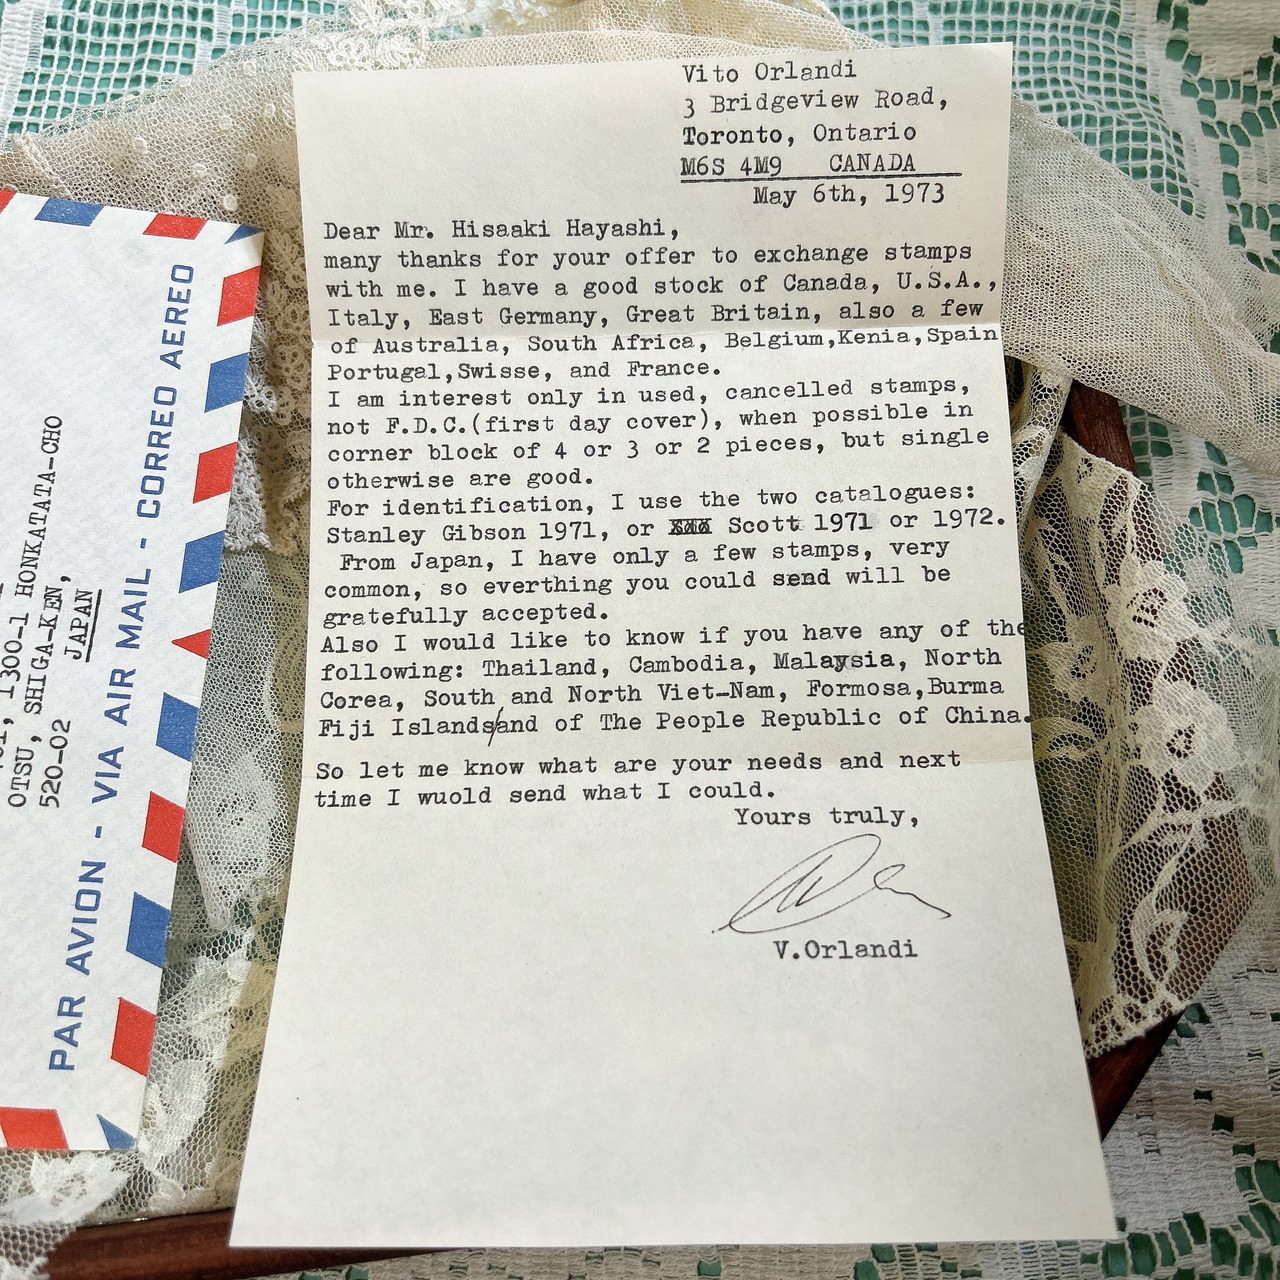 Vito Orlandi
3 Bridgeview Road,
Toronto, Ontario
M6S 4M9 CANADA
May 6th, 1973
Dear Mr. Hisaaki Hayashi,
many thanks for your offer to exchange stamps
with me. I have a good stock of Canada, U.S.A.,
Italy, East Germany, Great Britain, also a few
of Australia, South Africa, Belgium,Kenia,Spain
Portugal,Swisse, and France.
I am interest only in used, cancelled stamps,
not F.D.C.(first day cover), when possible in
corner block of 4 or 3 or 2 pieces, but single
otherwise are good.
For identification, I use the two catalogues:
Stanley Gibson 1971, or Scott 1971 or 1972.
From Japan, I have only a few stamps, very
common, so everthing you could send will be
gratefully accepted.
Also I would like to know if you have any of the
following: Thailand, Cambodia, Malaysia, North
Corea, South and North Viet-Nam, Formosa,Burma
Fiji Islands/and of The People Republic of China.
So let me know what are your needs and next
time I wuold send what I could.
Yours truly,
V.Orlandi
1300-1 HONKATATA-CHO
OTSU, SHIGA-KEN,
520-02 JAPAN,
PAR AVION - VIA AIR MAIL - CORREO AEREO